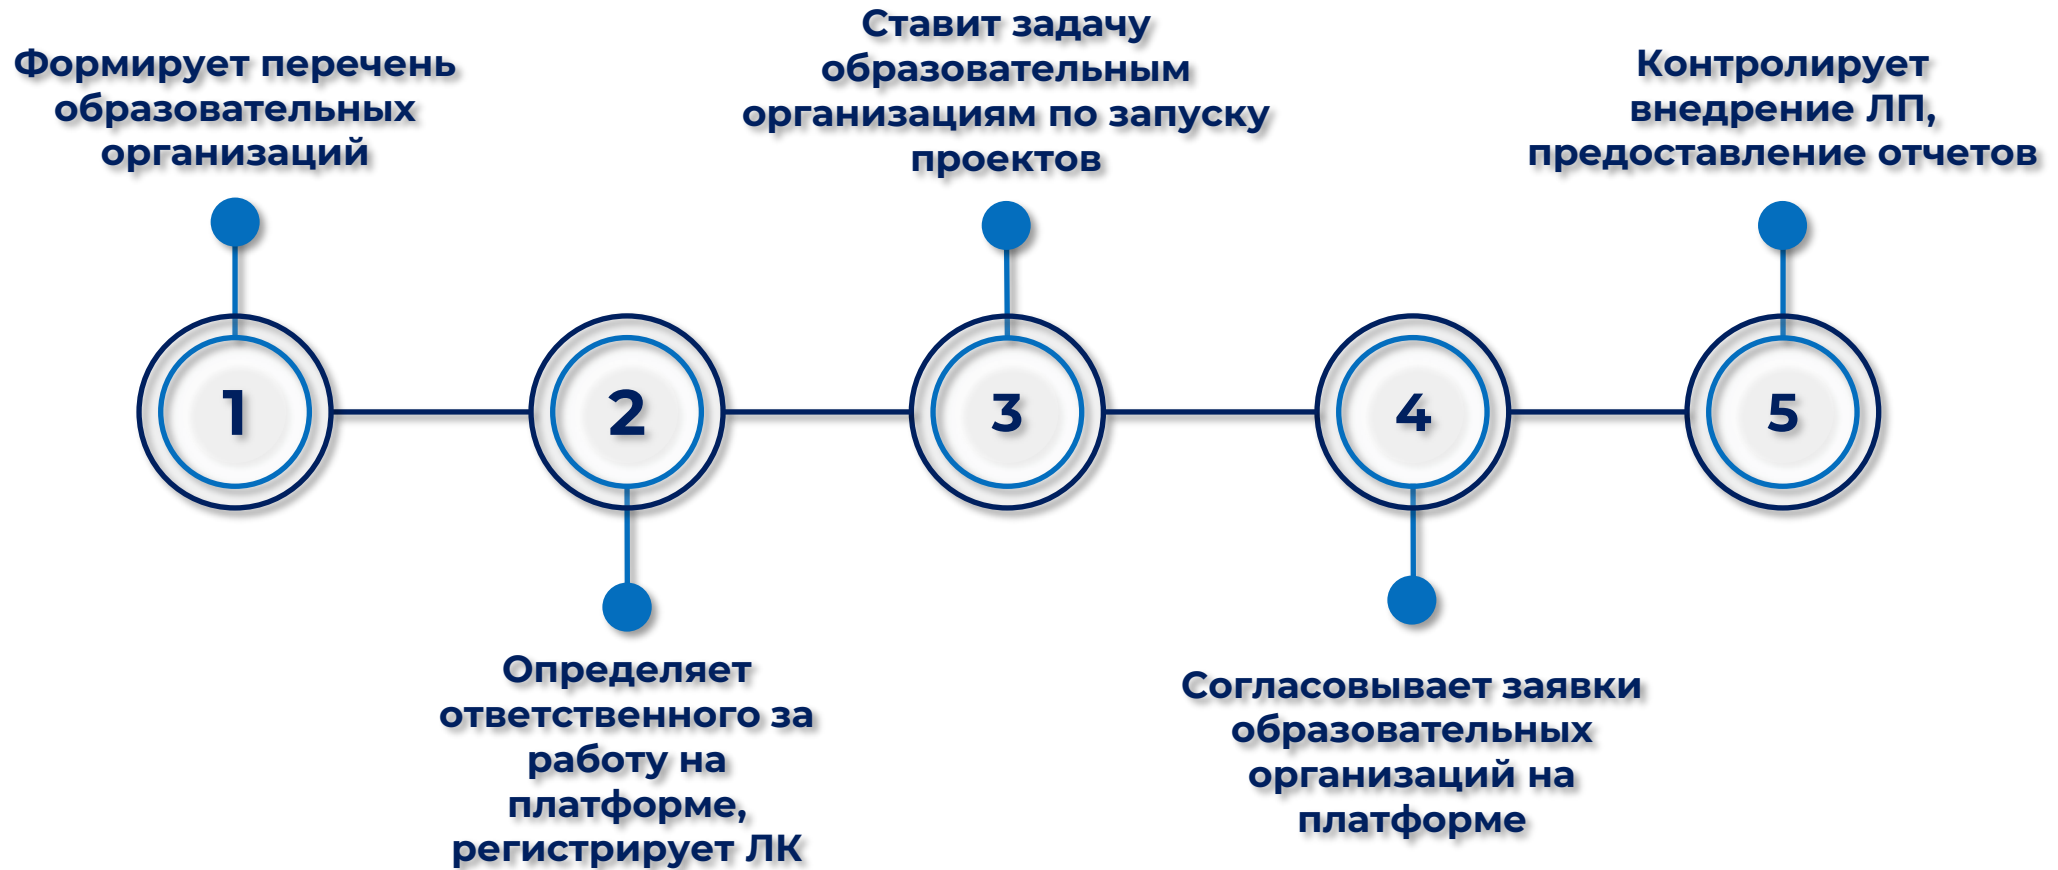 Формирует перечень
образовательных
организаций
Ставит задачу
образовательным
организациям по запуску
проектов
Контролирует
внедрение ЛП,
предоставление отчетов
1
2
3
4
5
Определяет
ответственного за
работу на
платформе,
регистрирует ЛК
Согласовывает заявки
образовательных
организаций на
платформе